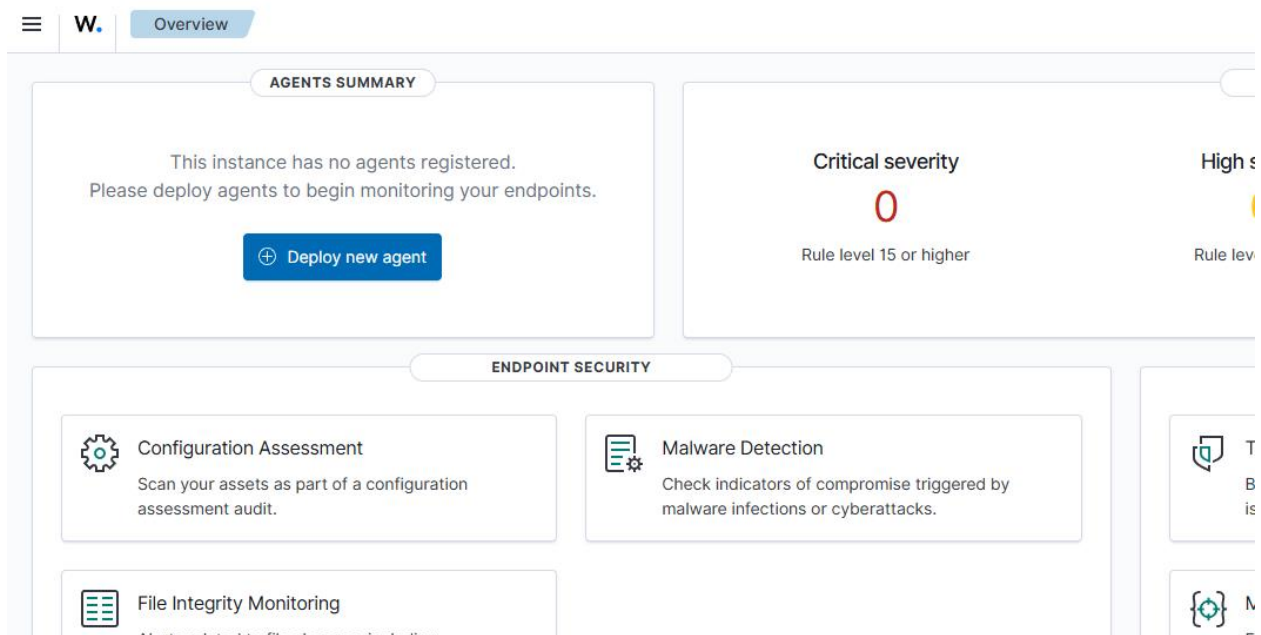 W.
Overview
AGENTS SUMMARY
This instance has no agents registered.
Please deploy agents to begin monitoring your endpoints.
Deploy new agent
Critical severity
0
Rule level 15 or higher
High
Rule
ENDPOINT SECURITY
Configuration Assessment
Scan your assets as part of a configuration
assessment audit.
Malware Detection
Check indicators of compromise triggered by
malware infections or cyberattacks.
File Integrity Monitoring